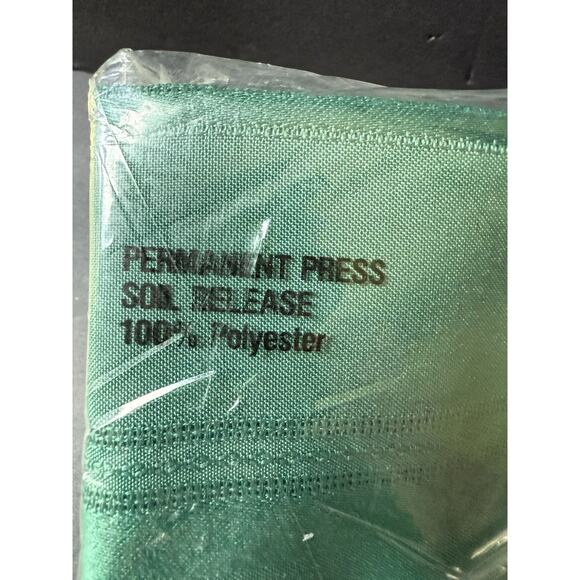 PERMANENT PRESS
SOIL RELEASE
100% Polyester